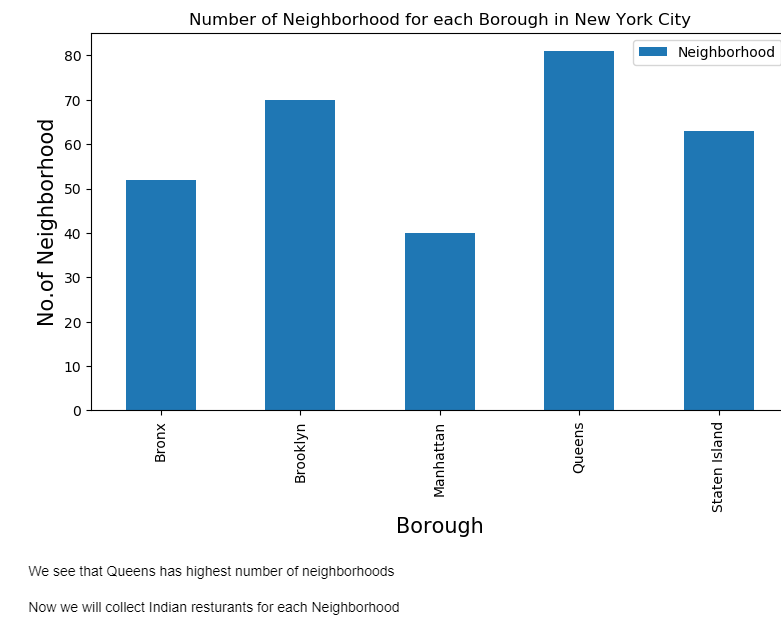 Number of Neighborhood for each Borough in New York City
Neighborhood
80
70
60
50
40
30
20
10
0
No.of Neighborhood
Bronx
Brooklyn
Manhattan
Queens
Staten Island
Borough
We see that Queens has highest number of neighborhoods
Now we will collect Indian resturants for each Neighborhood